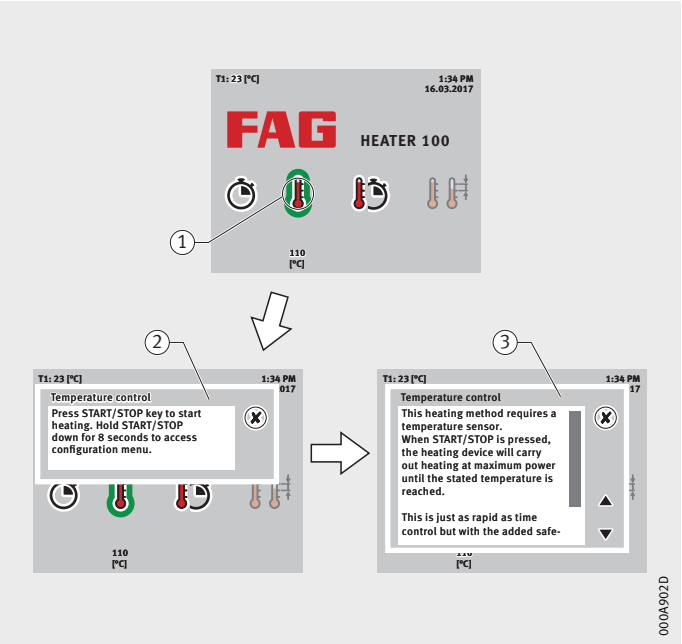 T1: 23 [°C]
1:34 PM
16.03.2017
FAG
HEATER 100
1
110
[°C]
2
3
T1: 23 [°C]
1:34 PM
017
Temperature control
Press START/STOP key to start
heating. Hold START/STOP
down for 8 seconds to access
configuration menu.
110
[°C]
T1: 23 [°C]
1:34 PM
17
Temperature control
This heating method requires a
temperature sensor.
When START/STOP is pressed,
the heating device will carry
out heating at maximum power
until the stated temperature is
reached.
This is just as rapid as time
control but with the added safe-
110
[°C]
000A902D